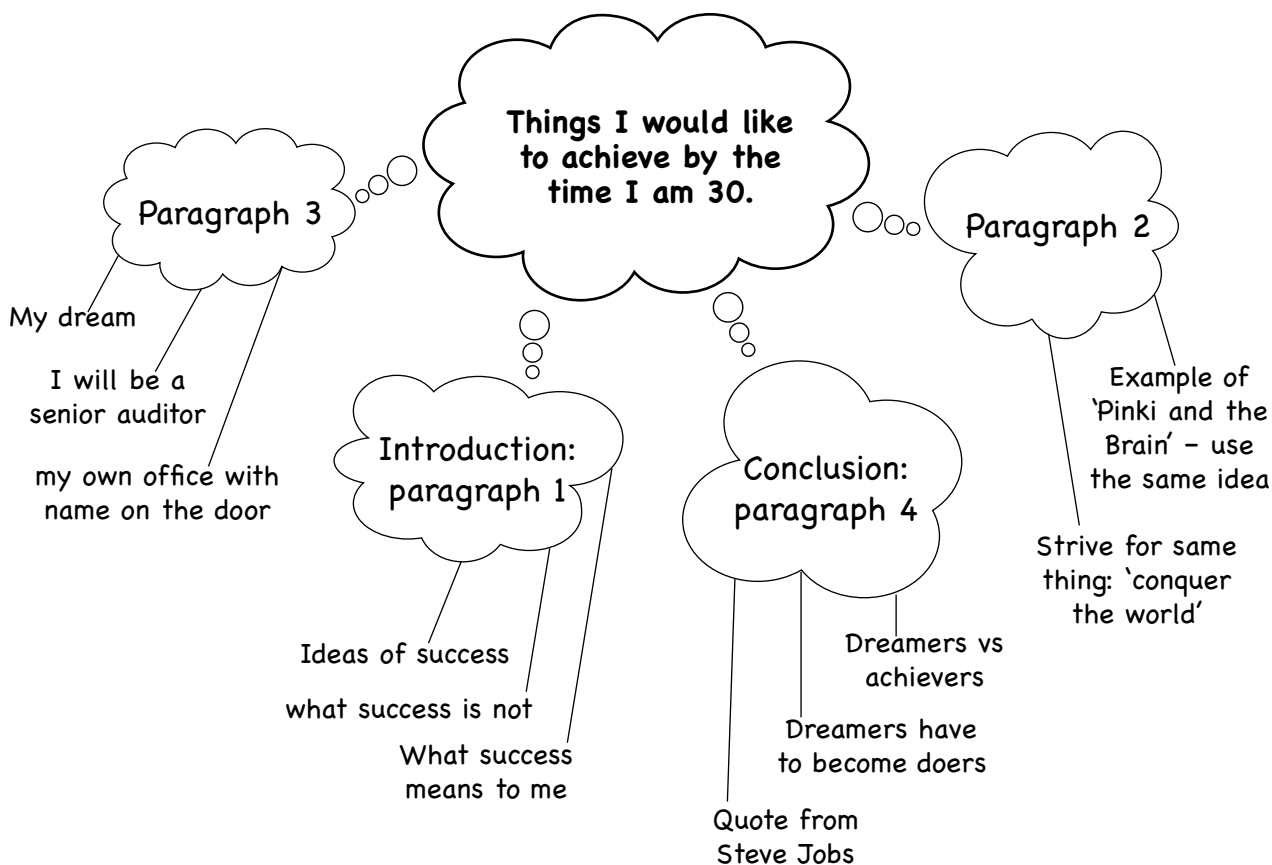 Things I would like
to achieve by the
time I am 30.
Paragraph 3
My dream
I will be a
senior auditor
my own office with
name on the door
Introduction:
paragraph 1
Ideas of success
what success is not
What success
means to me
Conclusion:
paragraph 4
Quote from
Steve Jobs
Dreamers have
to become doers
Dreamers vs
achievers
Paragraph 2
Strive for same
thing: ‘conquer
the world’
Example of
‘Pinki and the
Brain’ – use
the same idea